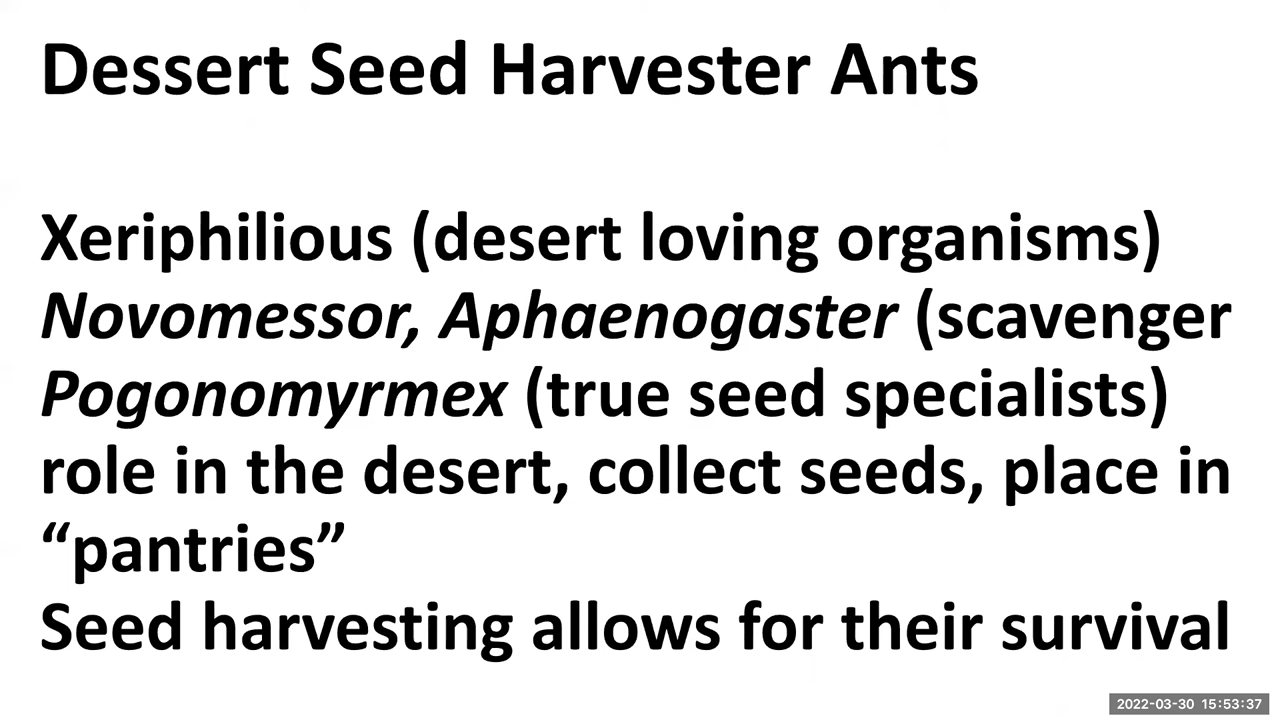 Dessert Seed Harvester Ants
Xeriphilious (desert loving organisms)
Novomessor, Aphaenogaster (scavenger
Pogonomyrmex (true seed specialists)
role in the desert, collect seeds, place in
“pantries”
Seed harvesting allows for their survival
2022-03-30 15:53:37